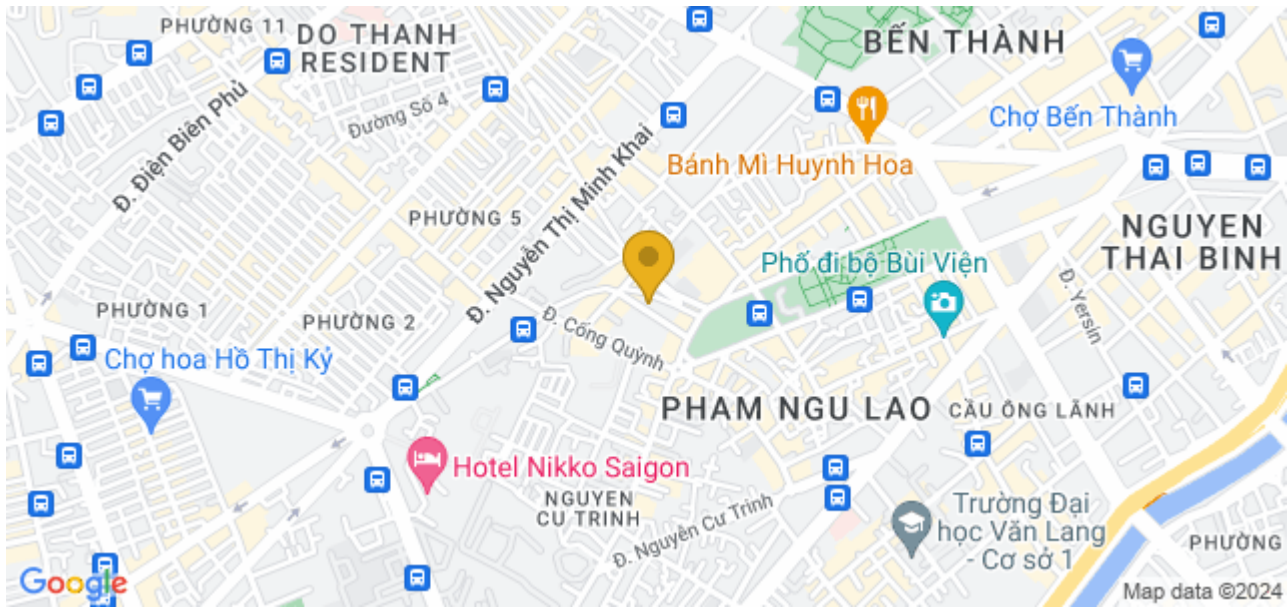 PHƯỜNG 11
DO THANH
RESIDENT
BẾN THÀNH
Đ. Điện Biên Phủ
Đường Số 4
Chợ Bến Thành
Bánh Mì Huynh Hoa
Đ. Nguyễn Thị Minh Khai
PHƯỜNG 5
NGUYEN
THAI BINH
Phố đi bộ Bùi Viện
Đ. Yersin
PHƯỜNG 1
PHƯỜNG 2
Đ. Cống Quỳnh
Chợ hoa Hồ Thị Kỷ
PHAM NGU LAO
CẦU ÔNG LÃNH
Hotel Nikko Saigon
NGUYEN
CU TRINH
Đ. Nguyễn Cư Trinh
Trường Đại
học Văn Lang
- Cơ sở 1
PHƯỜNG
Google
Map data ©2024